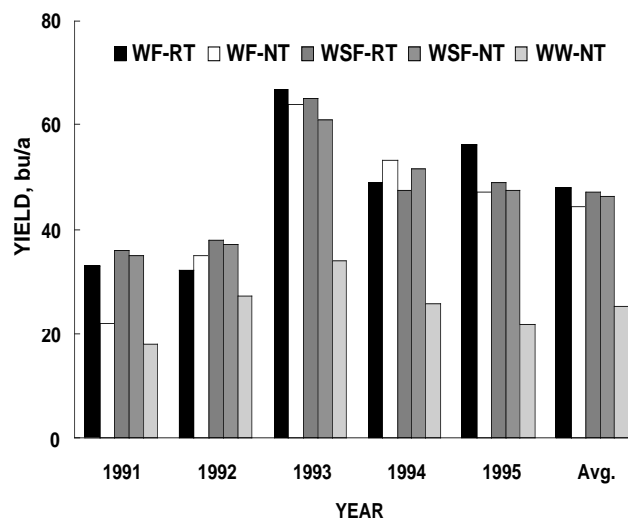 80
WF-RT WF-NT WSF-RT WSF-NT WW-NT
60
YIELD, bu/a
40
20
0
1991 1992 1993 1994 1995 Avg.
YEAR